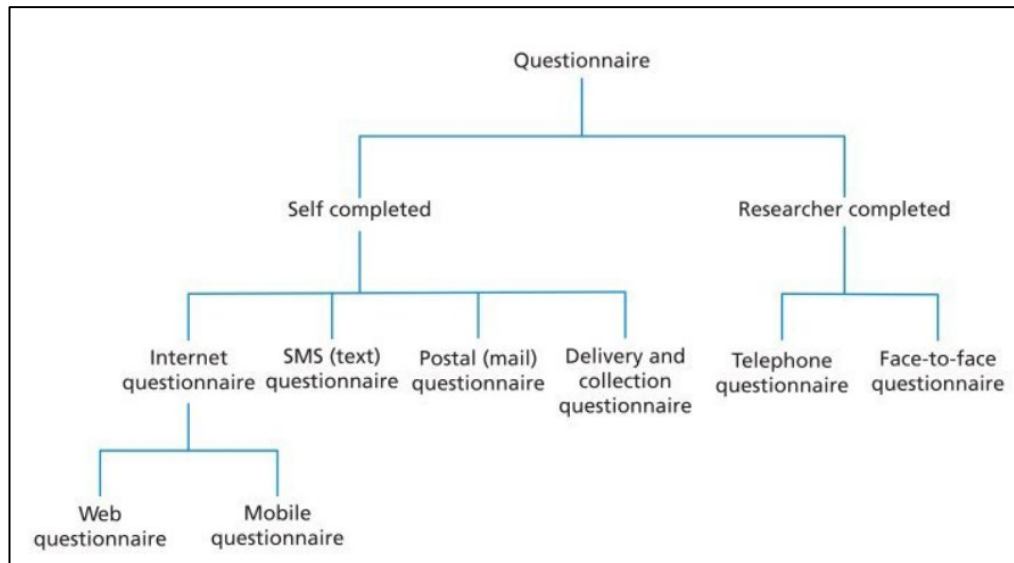 Questionnaire
Self completed
Researcher completed
Internet
questionnaire
SMS (text)
questionnaire
Postal (mail)
questionnaire
Delivery and
collection
questionnaire
Telephone
questionnaire
Face-to-face
questionnaire
Web
questionnaire
Mobile
questionnaire